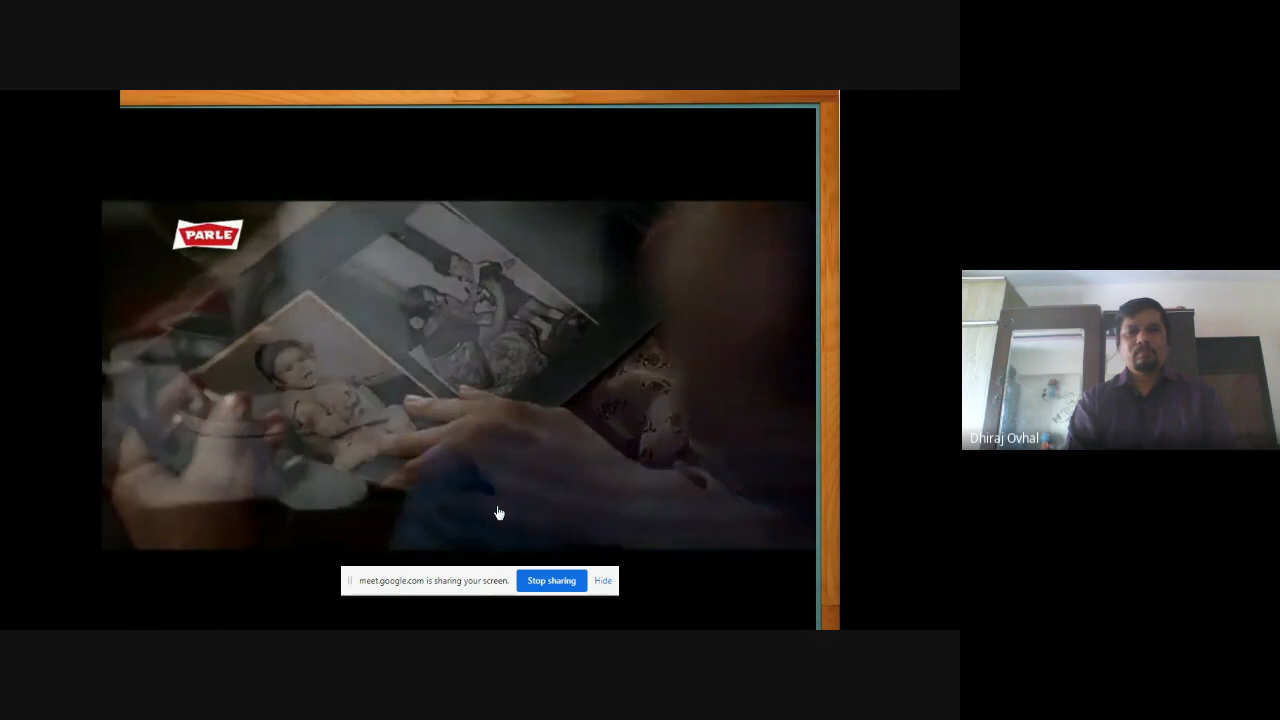 PARLE
meet.google.com is sharing your screen.
Stop sharing
Hide
Dhiraj Ovhal